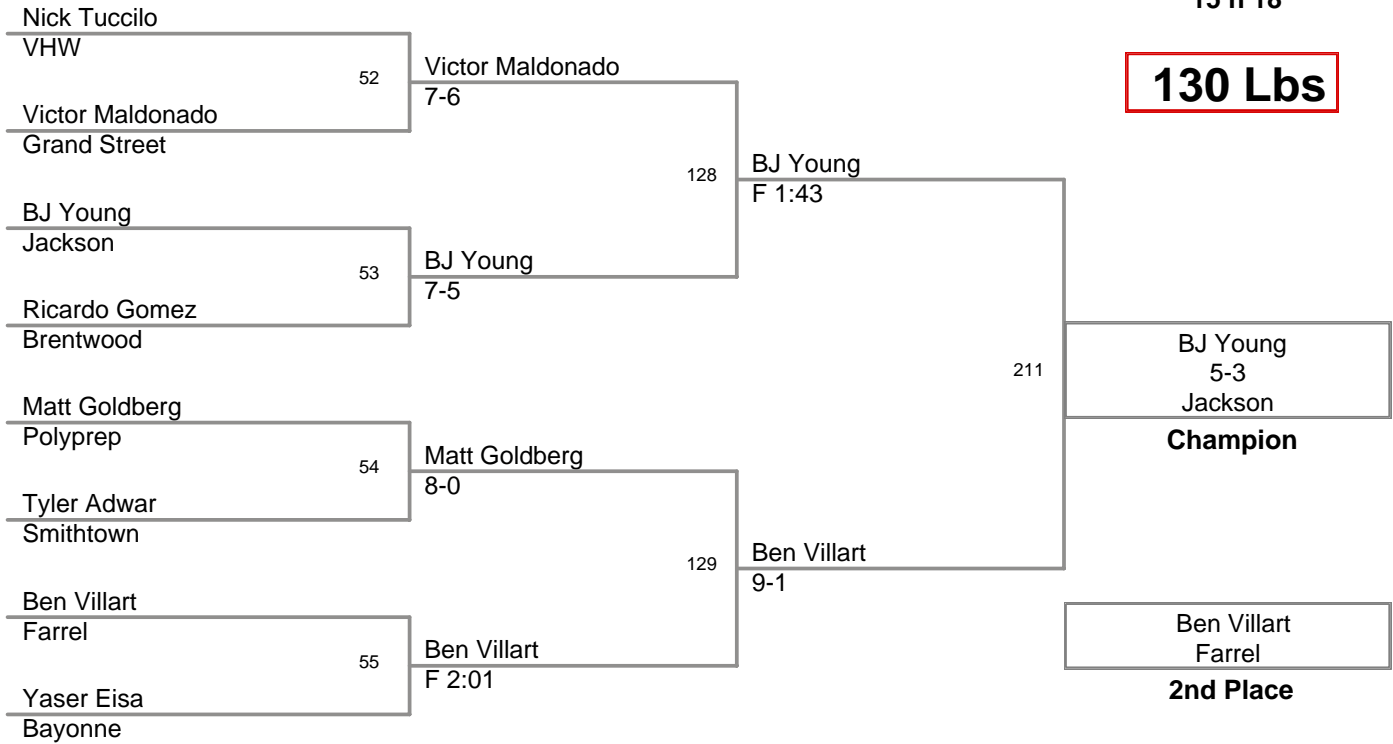 Nick Tuccilo
VHW
52
Victor Maldonado
Grand Street
Victor Maldonado
7-6
BJ Young
Jackson
53
Ricardo Gomez
Brentwood
BJ Young
7-5
128
BJ Young
F 1:43
Matt Goldberg
Polyprep
54
Tyler Adwar
Smithtown
Matt Goldberg
8-0
Ben Villart
Farrel
55
Yaser Eisa
Bayonne
Ben Villart
F 2:01
129
Ben Villart
9-1
211
130 Lbs
BJ Young
5-3
Jackson
Champion
Ben Villart
Farrel
2nd Place